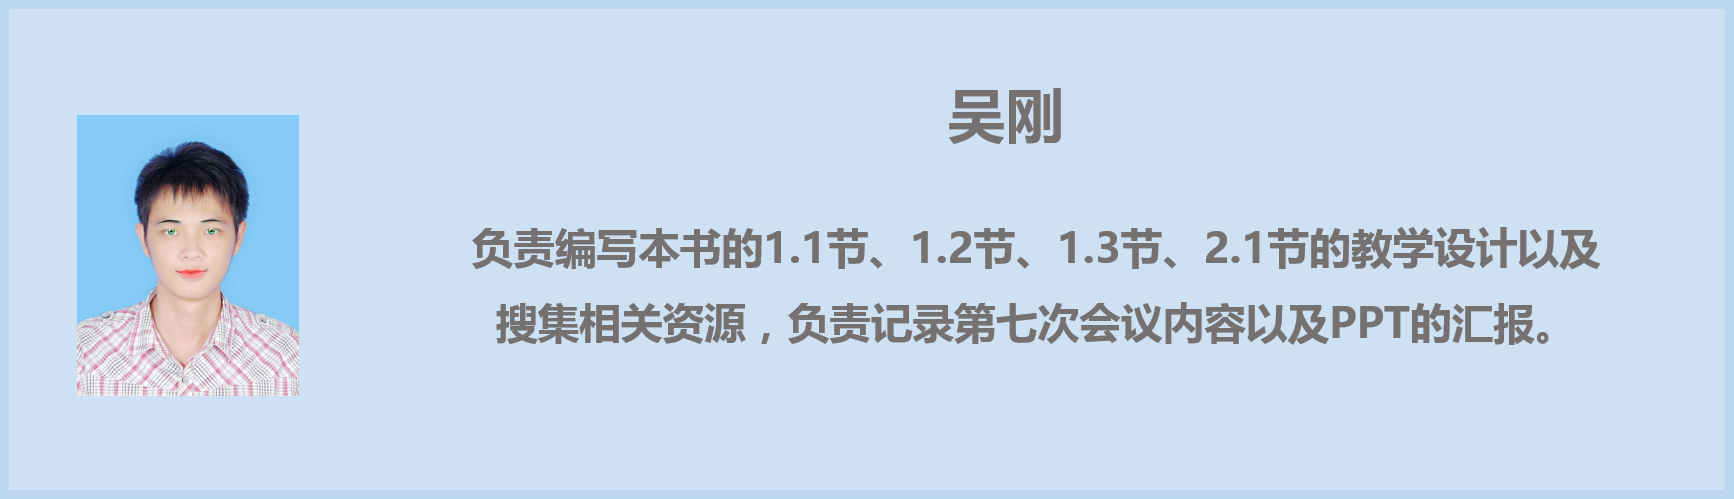 吴刚
负责编写本书的1.1节、1.2节、1.3节、2.1节的教学设计以及
搜集相关资源，负责记录第七次会议内容以及PPT的汇报。